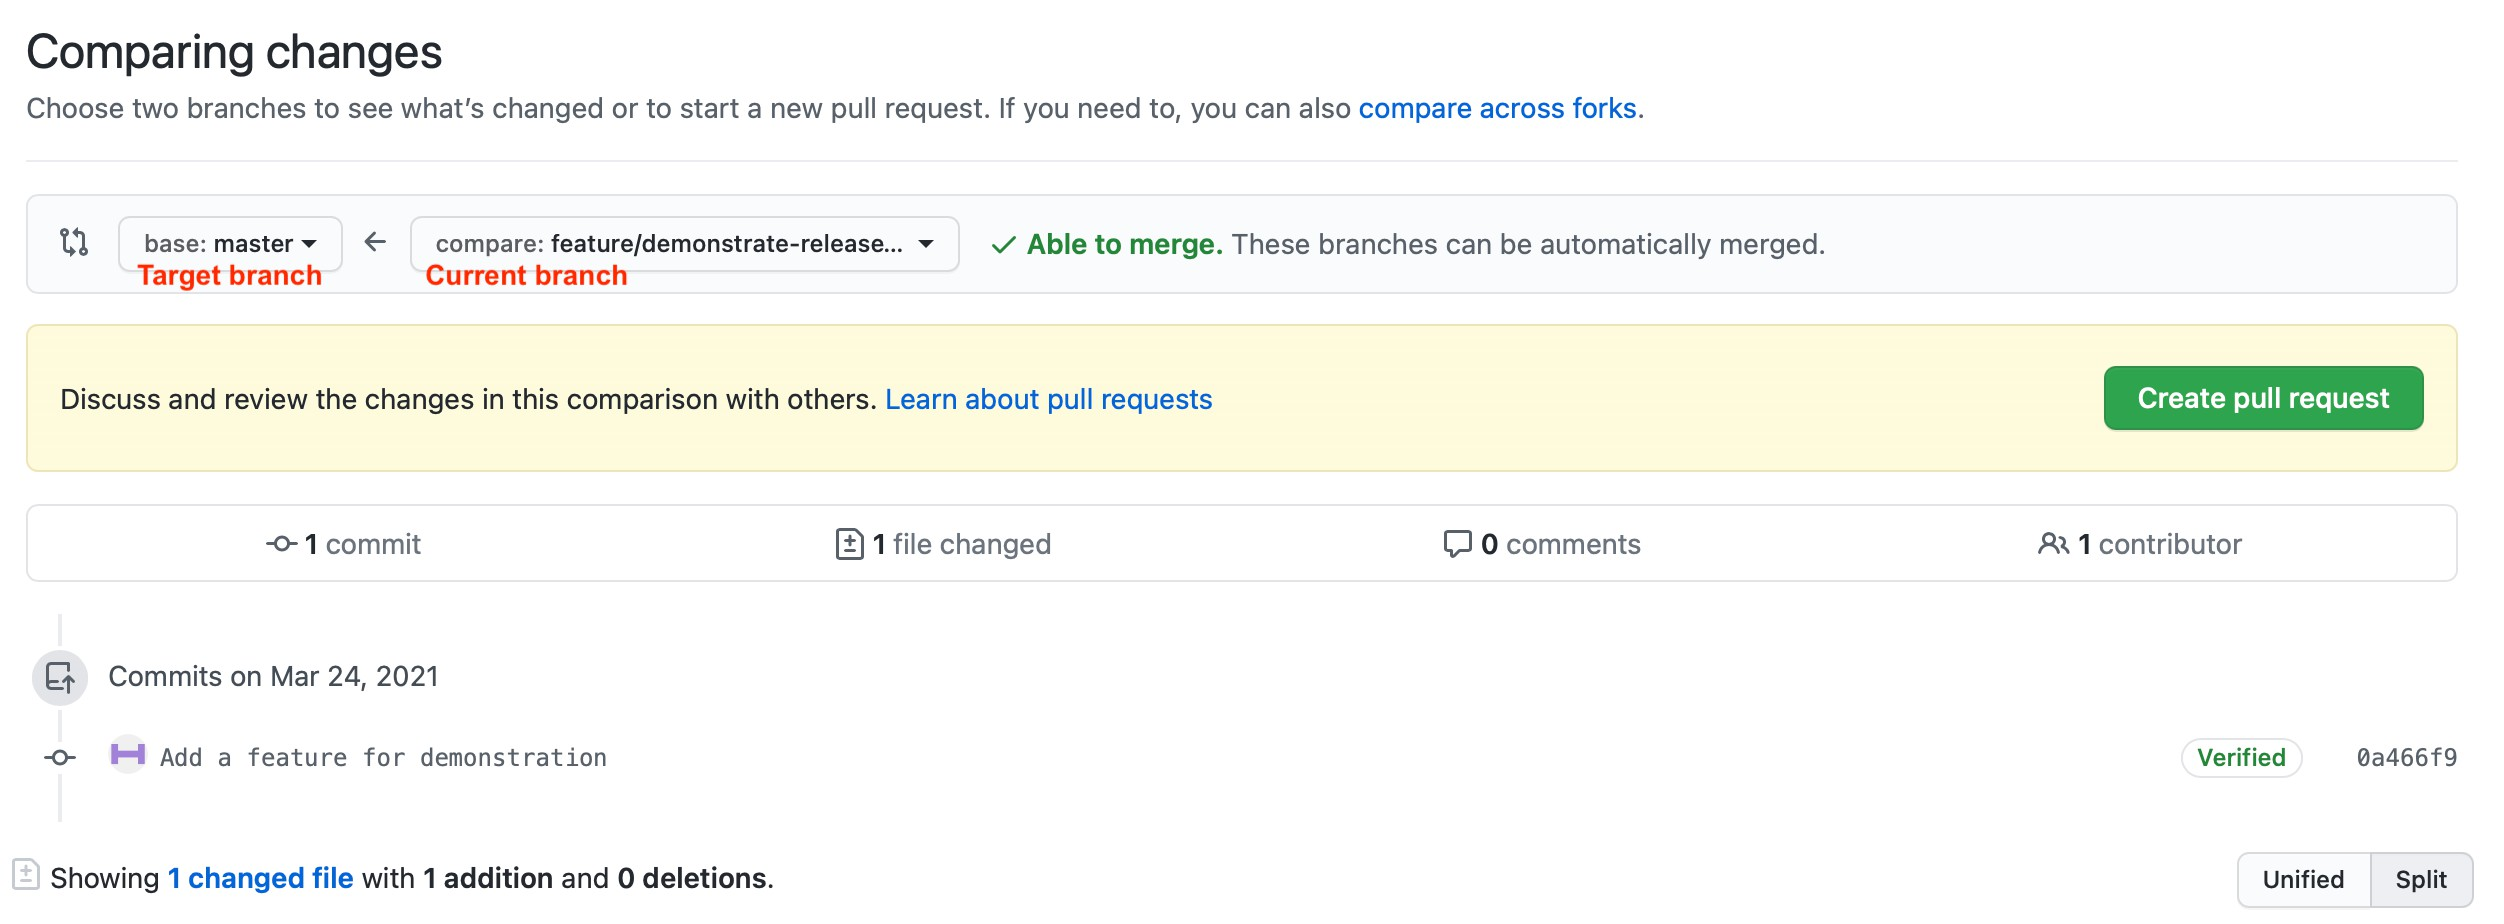 Comparing changes
Choose two branches to see what's changed or to start a new pull request. If you need to, you can also compare across forks.
base: master compare: feature/demonstrate-release... Able to merge. These branches can be automatically merged.
Target branch Current branch
Discuss and review the changes in this comparison with others. Learn about pull requests Create pull request
1 commit 1 file changed 0 comments 1 contributor
Commits on Mar 24, 2021
Add a feature for demonstration Verified 0a466f9
Showing 1 changed file with 1 addition and 0 deletions. Unified Split